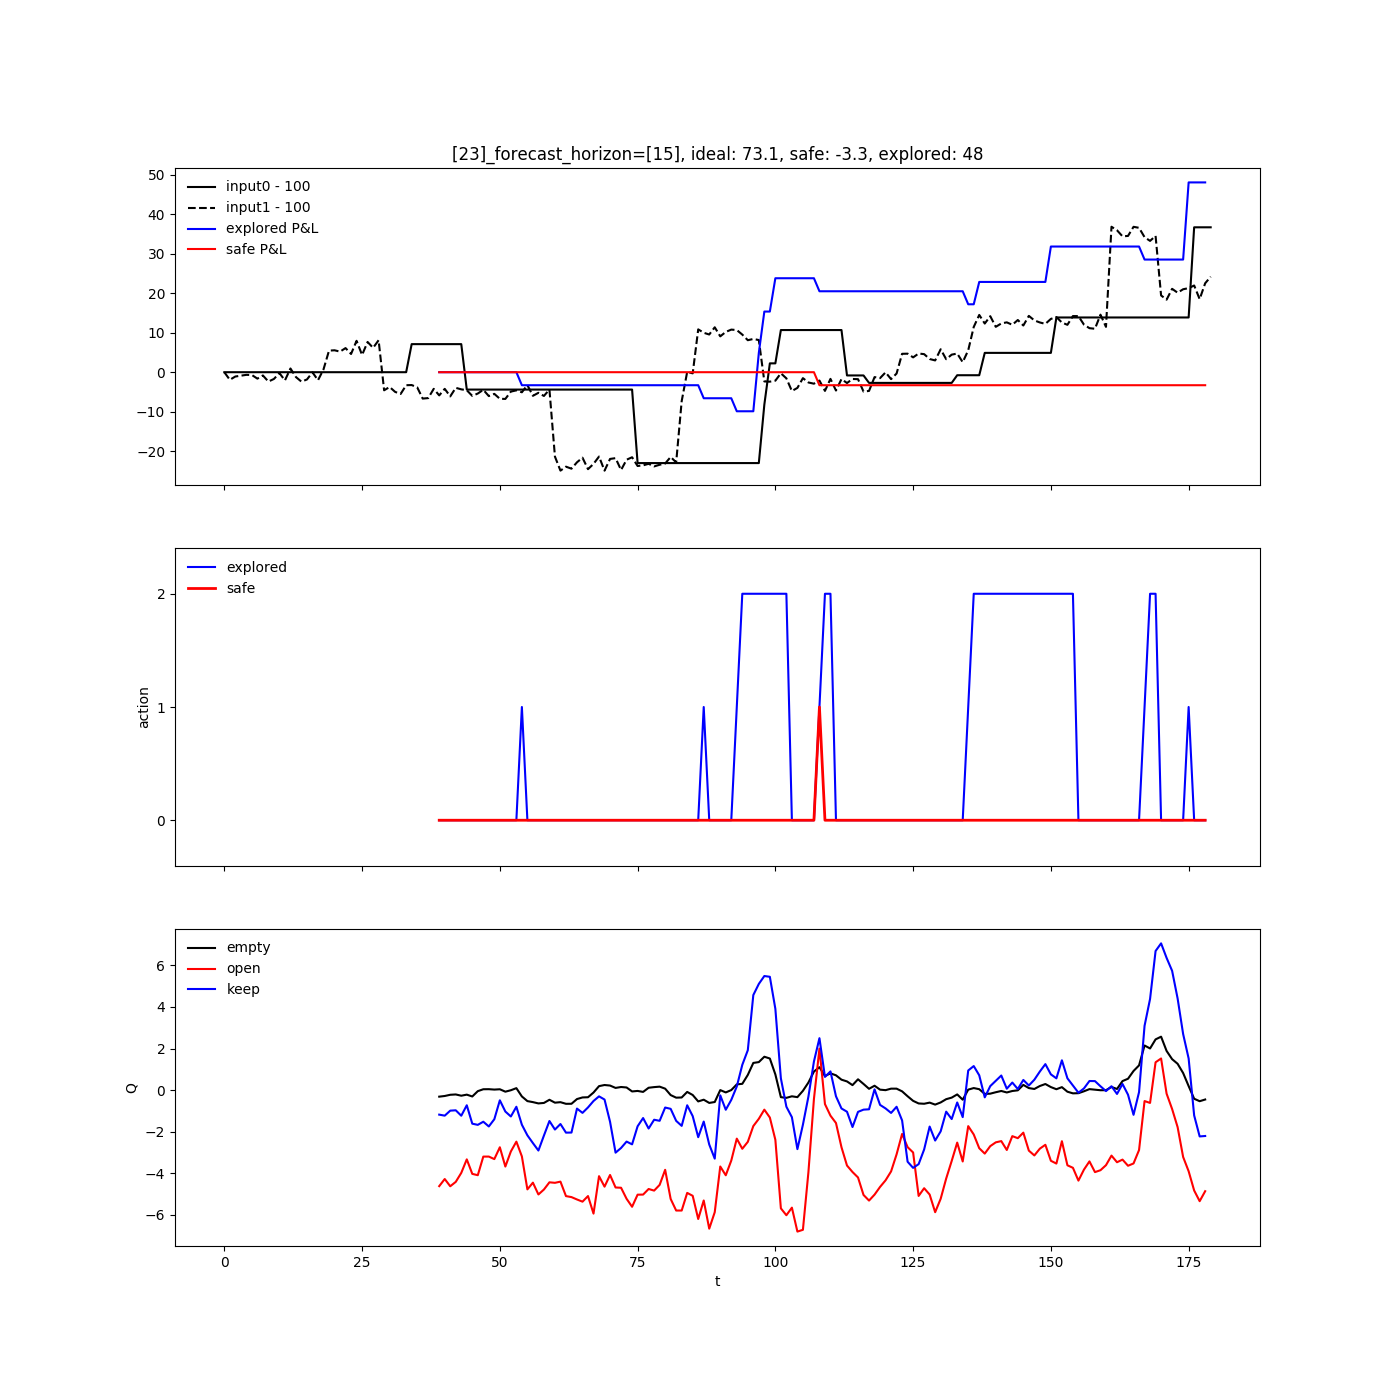 [23]_forecast_horizon=[15], ideal: 73.1, safe: -3.3, explored: 48
50
40
30
20
10
0
−10
−20
input0 - 100
input1 - 100
explored P&L
safe P&L
action
2
1
0
explored
safe
Q
6
4
2
0
−2
−4
−6
empty
open
keep
0 25 50 75 100 125 150 175
t